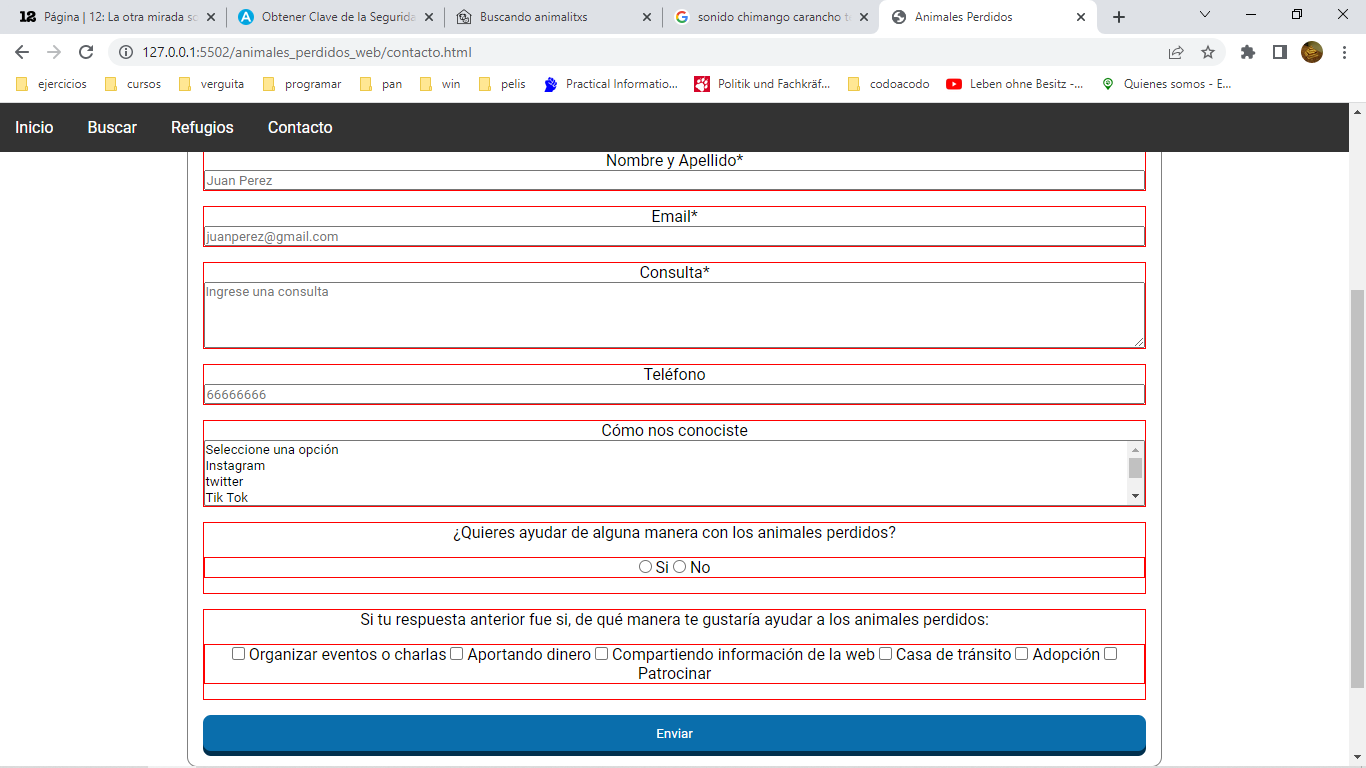 12 Página | 12: La otra mirada so
A Obtener Clave de la Segurida
Buscando animalitxs
G sonido chimango carancho t
Animales Perdidos
127.0.0.1:5502/animales_perdidos_web/contacto.html
ejercicios cursos verguita programar pan win pelis Practical Informatio... Politik und Fachkräf... codoacodo Leben ohne Besitz -... Quienes somos - E...
Inicio Buscar Refugios Contacto
Nombre y Apellido*
Juan Perez
Email*
juanperez@gmail.com
Consulta*
Ingrese una consulta
Teléfono
66666666
Cómo nos conociste
Seleccione una opción
Instagram
twitter
Tik Tok
¿Quieres ayudar de alguna manera con los animales perdidos?
Si No
Si tu respuesta anterior fue si, de qué manera te gustaría ayudar a los animales perdidos:
Organizar eventos o charlas Aportando dinero Compartiendo información de la web Casa de tránsito Adopción
Patrocinar
Enviar